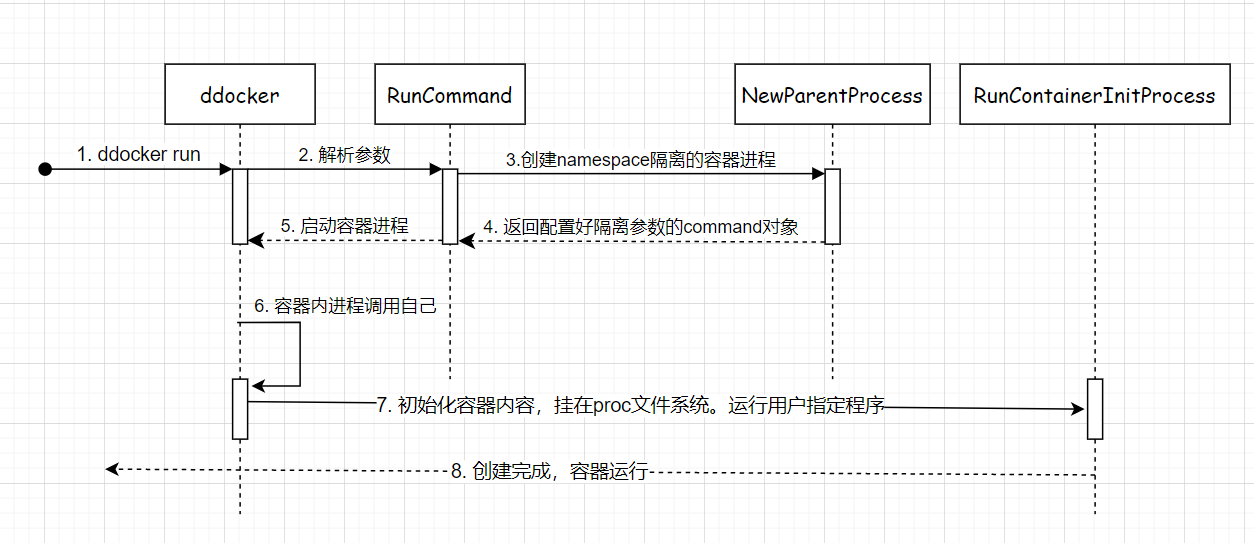 ddocker
RunCommand
NewParentProcess
RunContainerInitProcess
1. ddocker run
2. 解析参数
3.创建namespace隔离的容器进程
5. 启动容器进程
4. 返回配置好隔离参数的command对象
6. 容器内进程调用自己
7. 初始化容器内容，挂在proc文件系统。运行用户指定程序
8. 创建完成，容器运行